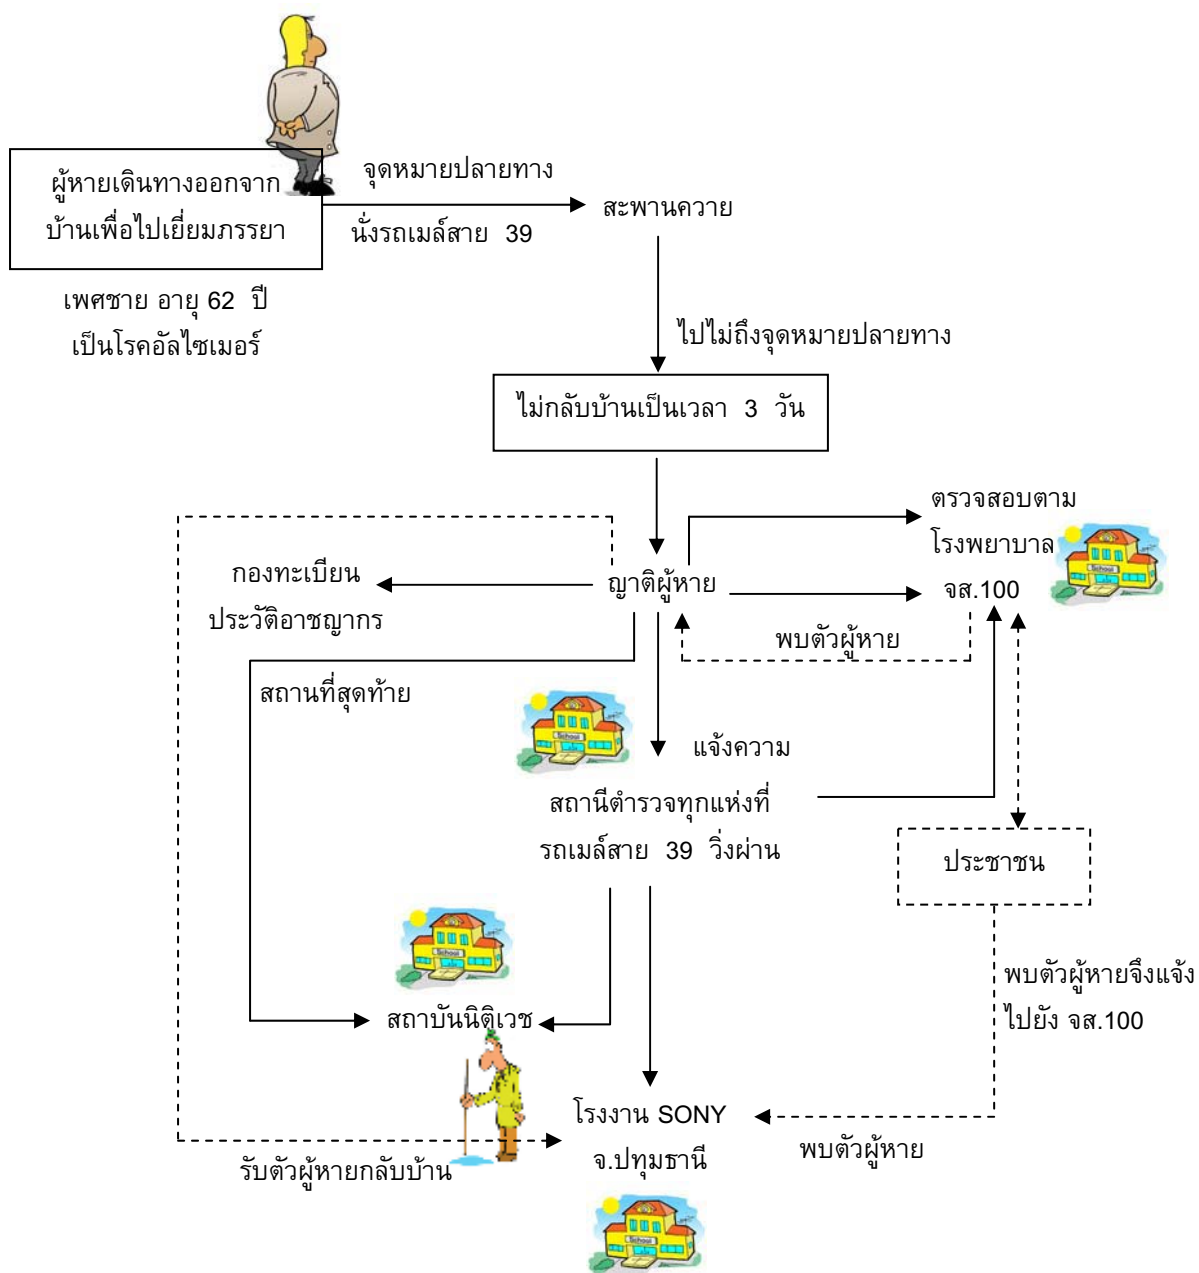 ผู้หายเดินทางออกจาก
บ้านเพื่อไปเยี่ยมภรรยา
จุดหมายปลายทาง
นั่งรถเมล์สาย 39
สะพานควาย
เพศชาย อายุ 62 ปี
เป็นโรคอัลไซเมอร์
ไปไม่ถึงจุดหมายปลายทาง
ไม่กลับบ้านเป็นเวลา 3 วัน
ตรวจสอบตาม
โรงพยาบาล
School
กองทะเบียน
ประวัติอาชญากร
ญาติผู้หาย
จส.100
พบตัวผู้หาย
สถานที่สุดท้าย
School
แจ้งความ
สถานีตำรวจทุกแห่งที่
รถเมล์สาย 39 วิ่งผ่าน
ประชาชน
School
สถาบันนิติเวช
พบตัวผู้หายจึงแจ้ง
ไปยัง จส.100
โรงงาน SONY
จ.ปทุมธานี
พบตัวผู้หาย
รับตัวผู้หายกลับบ้าน
School